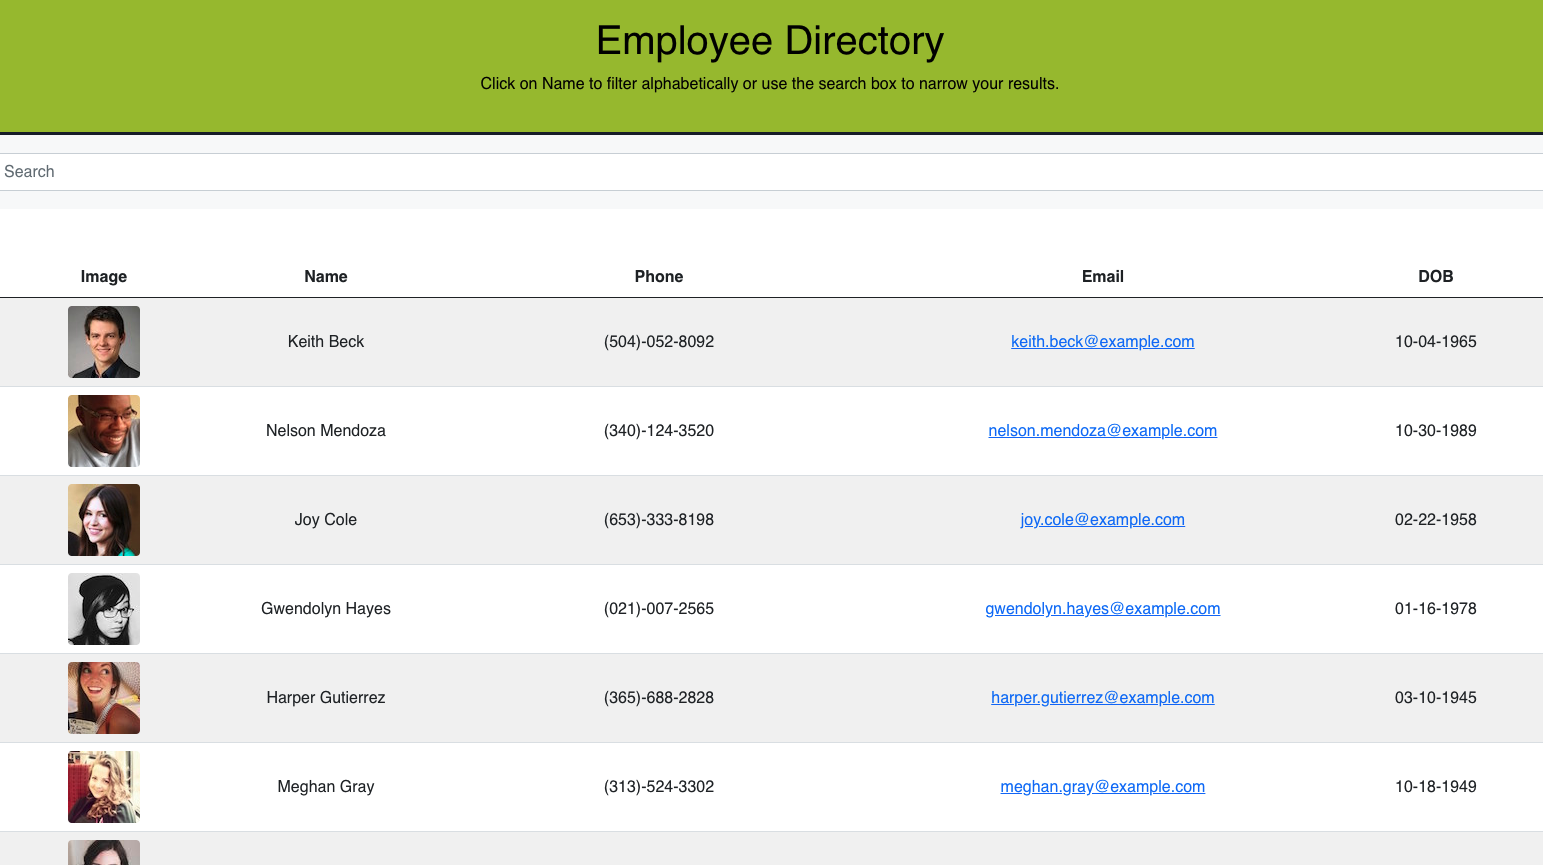 Employee Directory
Click on Name to filter alphabetically or use the search box to narrow your results.
Search
Image Name Phone Email DOB
Keith Beck (504)-052-8092 keith.beck@example.com 10-04-1965
Nelson Mendoza (340)-124-3520 nelson.mendoza@example.com 10-30-1989
Joy Cole (653)-333-8198 joy.cole@example.com 02-22-1958
Gwendolyn Hayes (021)-007-2565 gwendolyn.hayes@example.com 01-16-1978
Harper Gutierrez (365)-688-2828 harper.gutierrez@example.com 03-10-1945
Meghan Gray (313)-524-3302 meghan.gray@example.com 10-18-1949